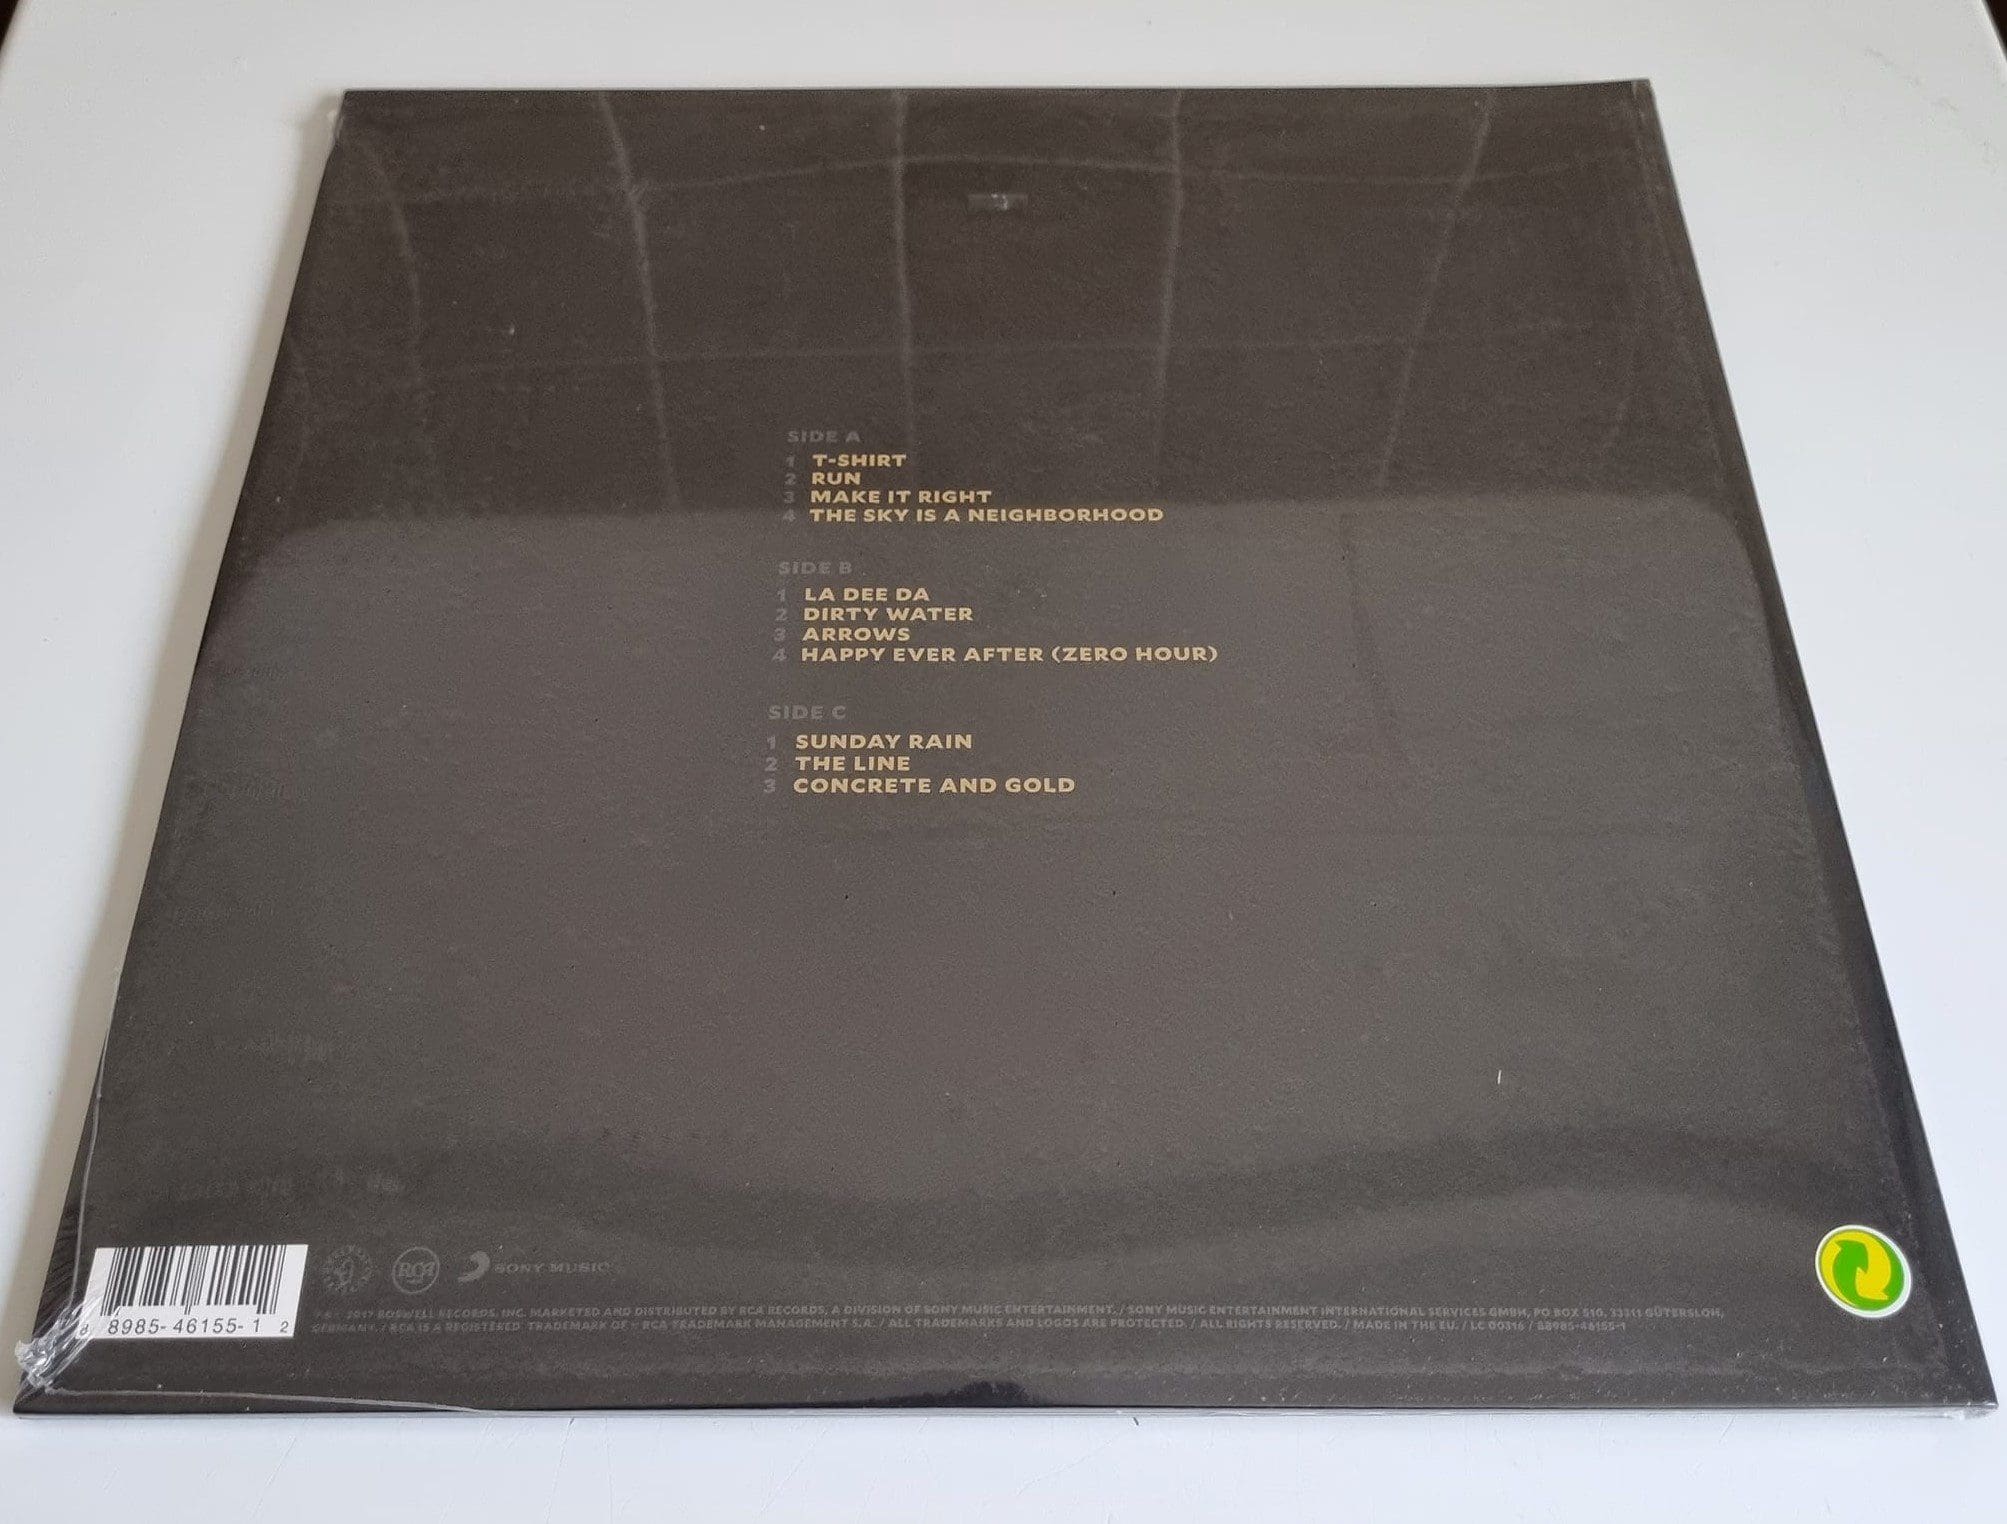 SIDE A
1 T-SHIRT
2 RUN
3 MAKE IT RIGHT
4 THE SKY IS A NEIGHBORHOOD
SIDE B
1 LA DEE DA
2 DIRTY WATER
3 ARROWS
4 HAPPY EVER AFTER (ZERO HOUR)
SIDE C
1 SUNDAY RAIN
2 THE LINE
3 CONCRETE AND GOLD
RCA SONY MUSIC
8 8985-46155-1 2
2017 ROSWELL RECORDS, INC. MARKETED AND DISTRIBUTED BY RCA RECORDS, A DIVISION OF SONY MUSIC ENTERTAINMENT. / SONY MUSIC ENTERTAINMENT INTERNATIONAL SERVICES GMBH, PO BOX 510, 33311 GÜTERSLOH,
GERMANY. / RCA IS A REGISTERED TRADEMARK OF RCA TRADEMARK MANAGEMENT S.A. / ALL TRADEMARKS AND LOGOS ARE PROTECTED. / ALL RIGHTS RESERVED. / MADE IN THE EU. / LC 00316 / 88985-46155-1